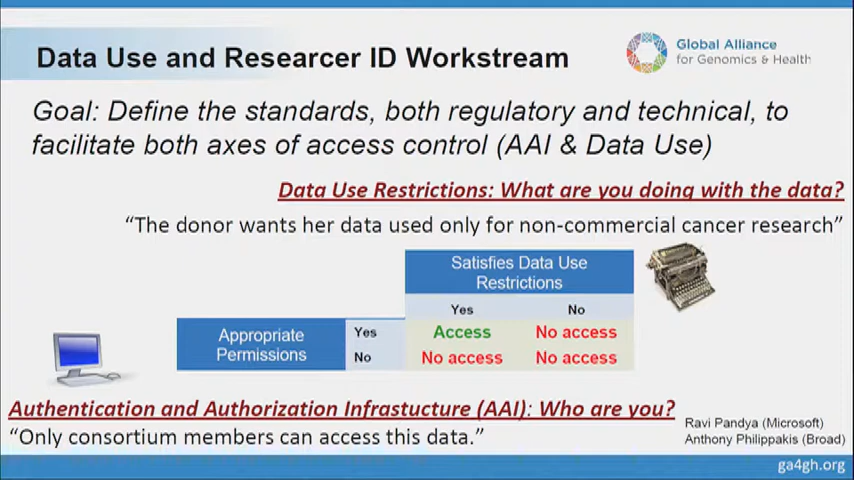 Data Use and Researcer ID Workstream
Global Alliance
for Genomics & Health
Goal: Define the standards, both regulatory and technical, to
facilitate both axes of access control (AAI & Data Use)
Data Use Restrictions: What are you doing with the data?
“The donor wants her data used only for non-commercial cancer research”
Satisfies Data Use
Restrictions
Yes No
Appropriate
Permissions
Yes Access No access
No No access No access
Authentication and Authorization Infrastucture (AAI): Who are you?
“Only consortium members can access this data.”
Ravi Pandya (Microsoft)
Anthony Philippakis (Broad)
ga4gh.org